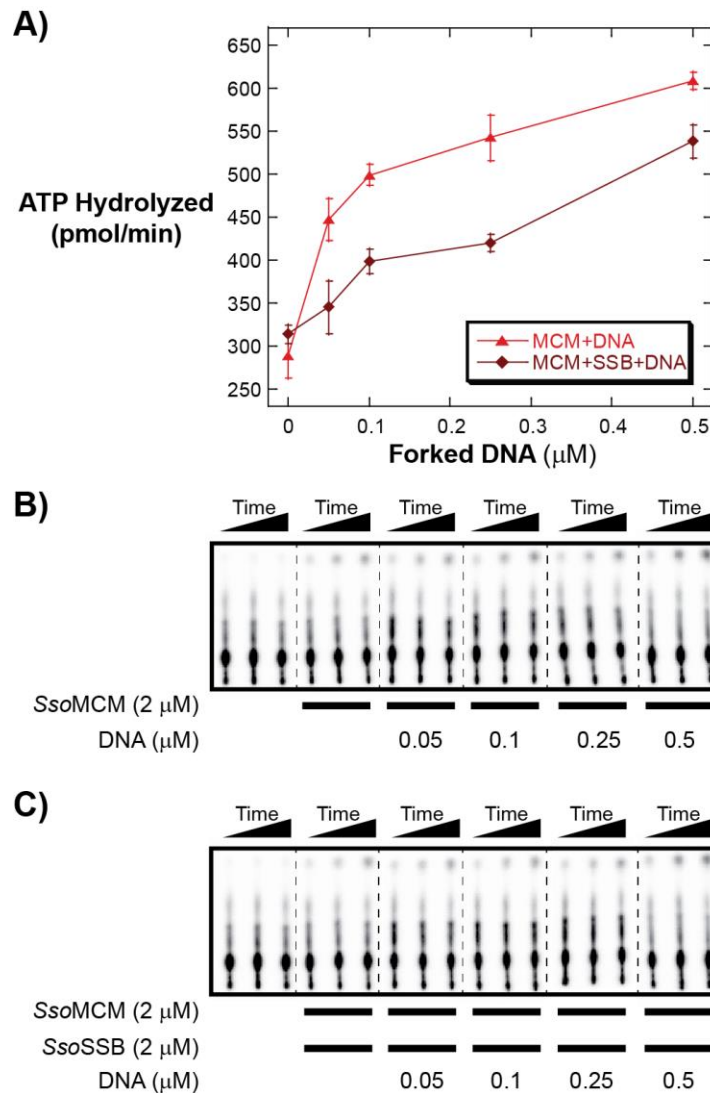 A)
650
600
550
500
450
400
350
300
250
ATP Hydrolyzed
(pmol/min)
MCM+DNA
MCM+SSB+DNA
0 0.1 0.2 0.3 0.4 0.5
Forked DNA (μM)
B)
Time Time Time Time Time Time
SsoMCM (2 μM)
DNA (μM) 0.05 0.1 0.25 0.5
C)
Time Time Time Time Time Time
SsoMCM (2 μM)
SsoSSB (2 μM)
DNA (μM) 0.05 0.1 0.25 0.5